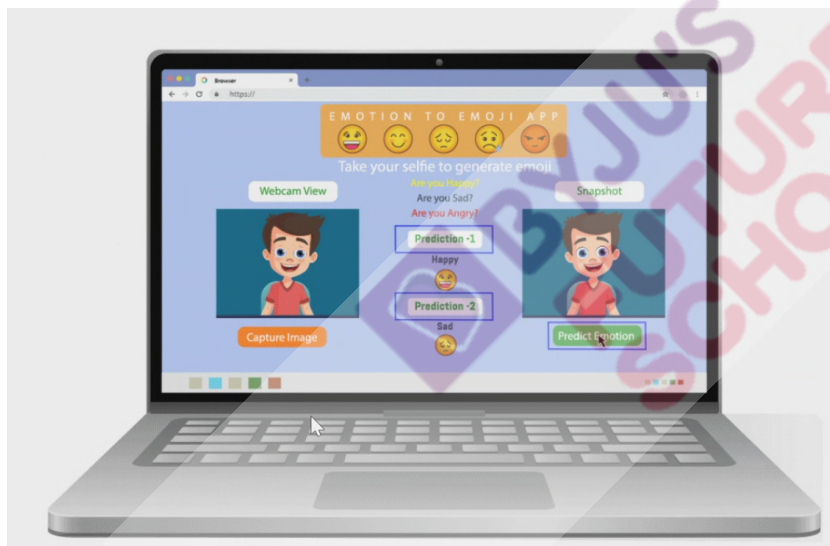 Browser
https://
EMOTION TO EMOJI APP
Take your selfie to generate emoji
Are you Happy?
Are you Sad?
Are you Angry?
Webcam View
Snapshot
Prediction -1
Happy
Prediction -2
Sad
Capture Image
Predict Emotion
BYJU'S
FUTURE
SCHO